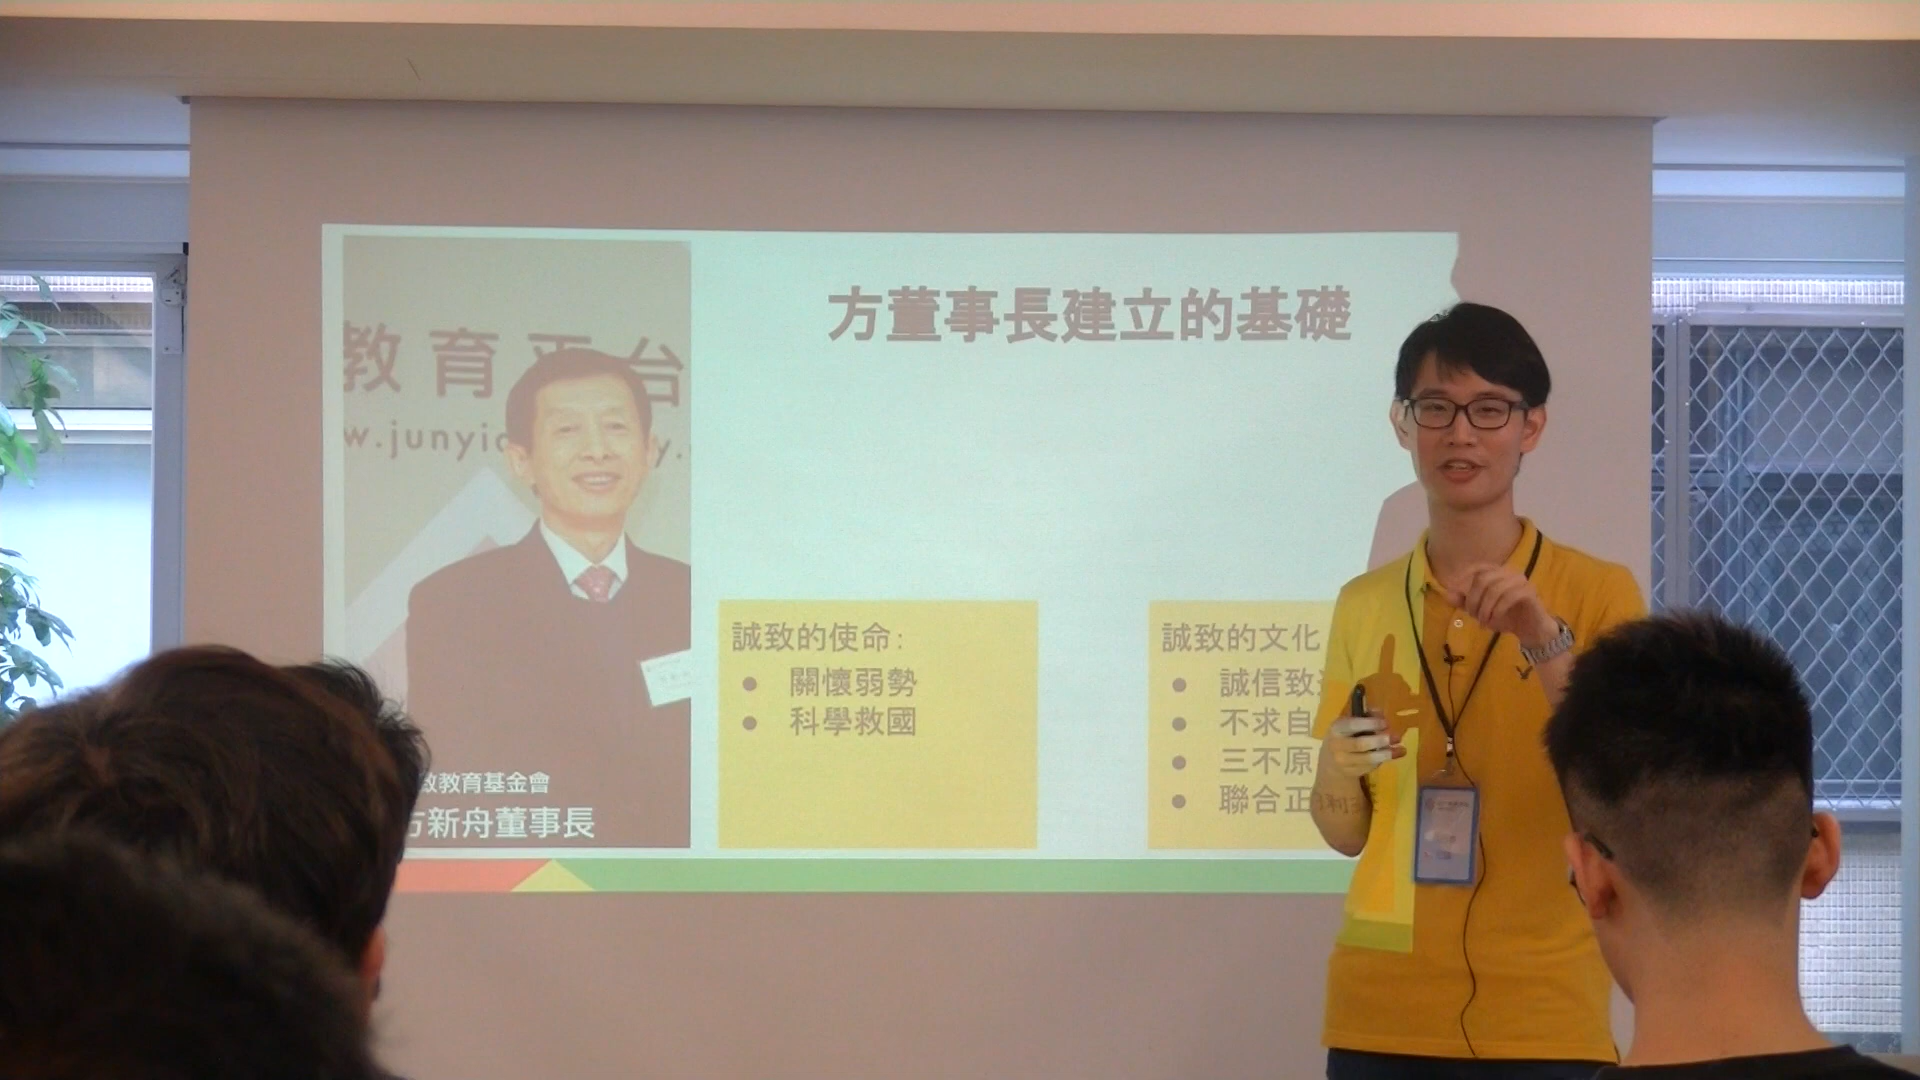 方董事長建立的基礎
教育平台
w.junyi
y.
教育基金會
方新舟董事長
誠致的使命:
● 關懷弱勢
● 科學救國
誠致的文化
● 誠信致
● 不求自
● 三不原
● 聯合正